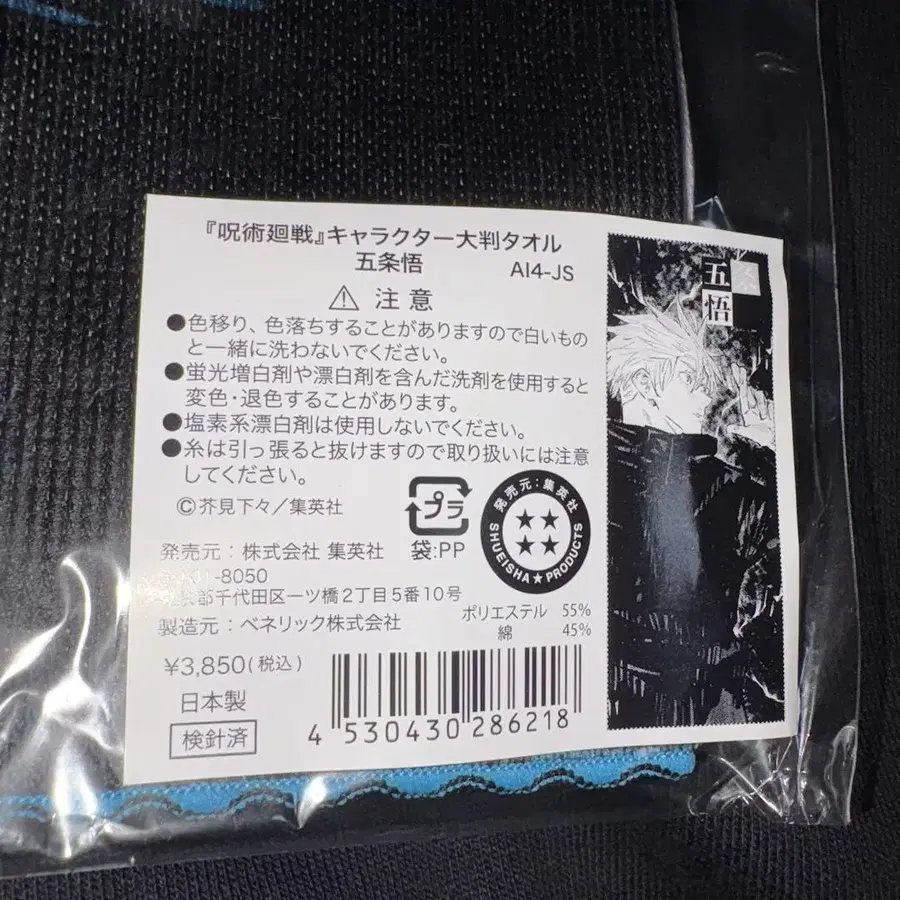 『呪術廻戦』キャラクター大判タオル
五条悟 AI4-JS
注意
●色移り、色落ちすることがありますので白いもの
と一緒に洗わないでください。
●蛍光増白剤や漂白剤を含んだ洗剤を使用すると
変色・退色することがあります。
●塩素系漂白剤は使用しないでください。
●糸は引っ張ると抜けますので取り扱いには注意
してください。
©芥見下々／集英社
プラ
袋:PP
発売元:集英社
SHUEISHA★PRODUCTS
発売元：株式会社 集英社
01-8050
京都千代田区一ツ橋2丁目5番10号
製造元：ベネリック株式会社
ポリエステル 55%
綿 45%
¥3,850(税込)
日本製
検針済
4 530430 286218
五条
悟